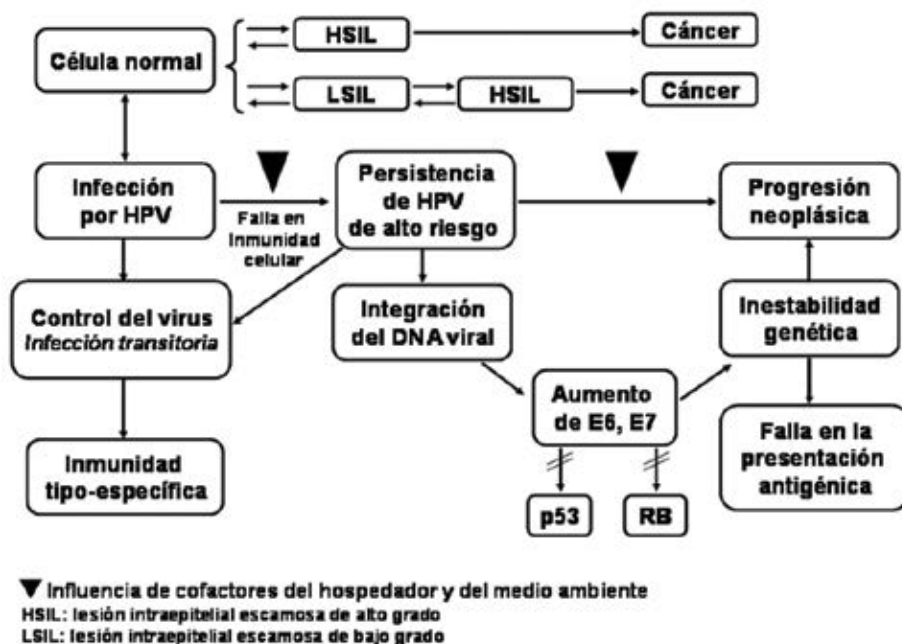 Célula normal
HSIL
Cáncer
LSIL
HSIL
Cáncer
Infección
por HPV
Falla en
Inmunidad
celular
Persistencia
de HPV
de alto riesgo
Progresión
neoplásica
Control del virus
Infección transitoria
Integración
del DNA viral
Inestabilidad
genética
Aumento
de E6, E7
Inmunidad
tipo-específica
Falla en la
presentación
antigénica
p53
RB
Influencia de cofactores del hospedador y del medio ambiente
HSIL: lesión intraepitelial escamosa de alto grado
LSIL: lesión intraepitelial escamosa de bajo grado